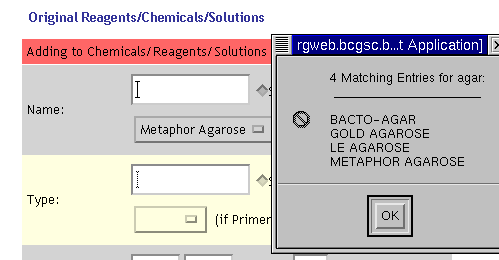 Original Reagents/Chemicals/Solutions
Adding to Chemicals/Reagents/Solutions
rgweb.bcgsc.b...t Application]
4 Matching Entries for agar:
BACTO-AGAR
GOLD AGAROSE
LE AGAROSE
METAPHOR AGAROSE
OK
Name:
Metaphor Agarose
Type:
(if Primer